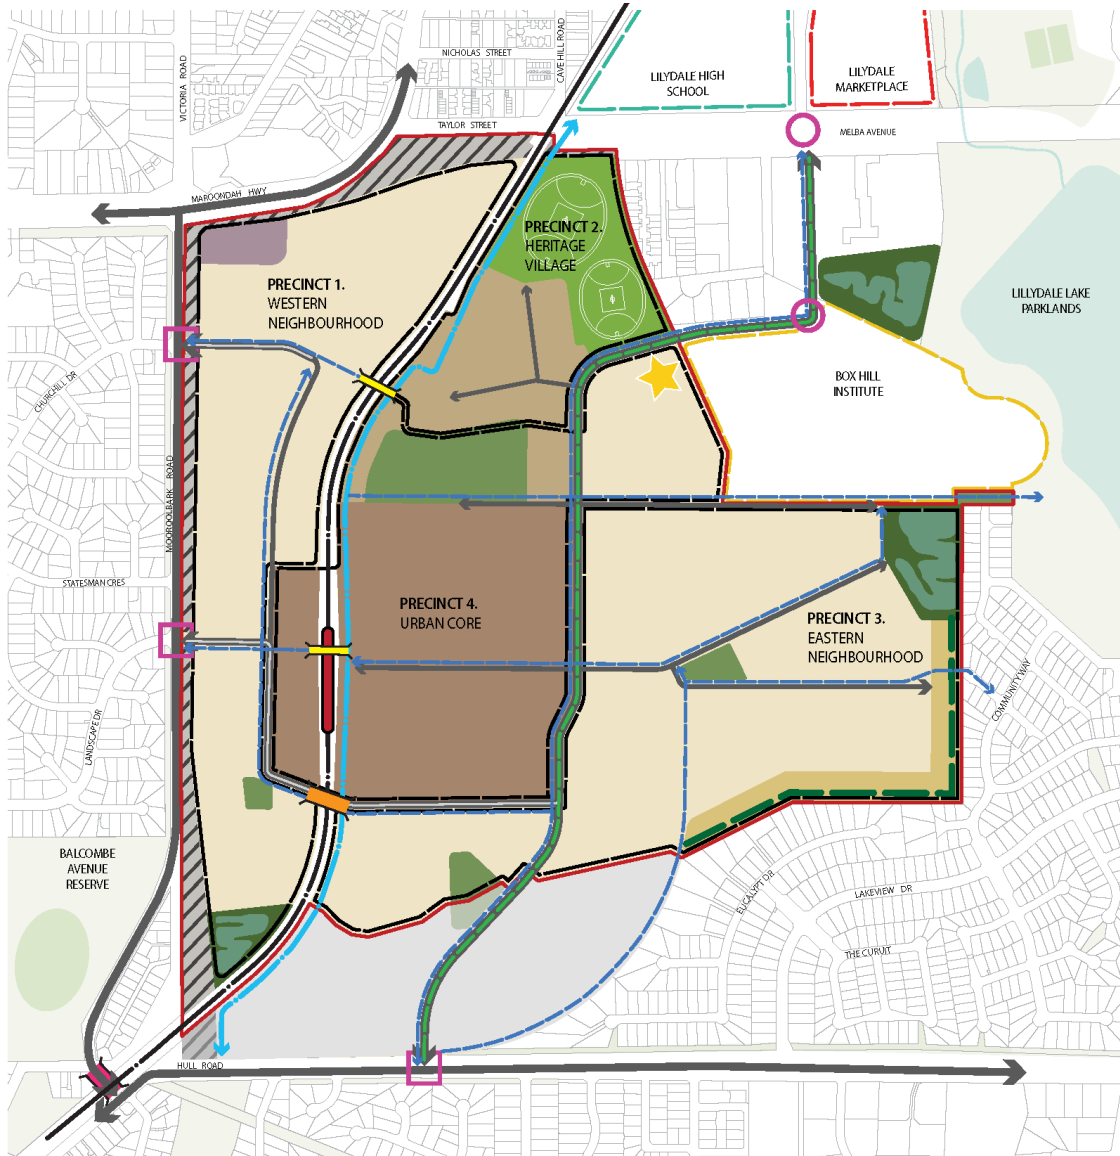 NICHOLAS STREET
CAVE HILL ROAD
VICTORIA ROAD
LILYDALE HIGH
SCHOOL
LILYDALE
MARKETPLACE
TAYLOR STREET
MELBA AVENUE
MAROONDAH HWY
PRECINCT 2.
HERITAGE
VILLAGE
PRECINCT 1.
WESTERN
NEIGHBOURHOOD
LILLYDALE LAKE
PARKLANDS
CHURCHILL DR
BOX HILL
INSTITUTE
MOOROOLBARK ROAD
STATESMAN CRES
PRECINCT 4.
URBAN CORE
PRECINCT 3.
EASTERN
NEIGHBOURHOOD
COMMUNITY WAY
LANDSCAPE DR
BALCOMBE
AVENUE
RESERVE
EUCALYPT DR
LAKEVIEW DR
THE CURUIT
HULL ROAD